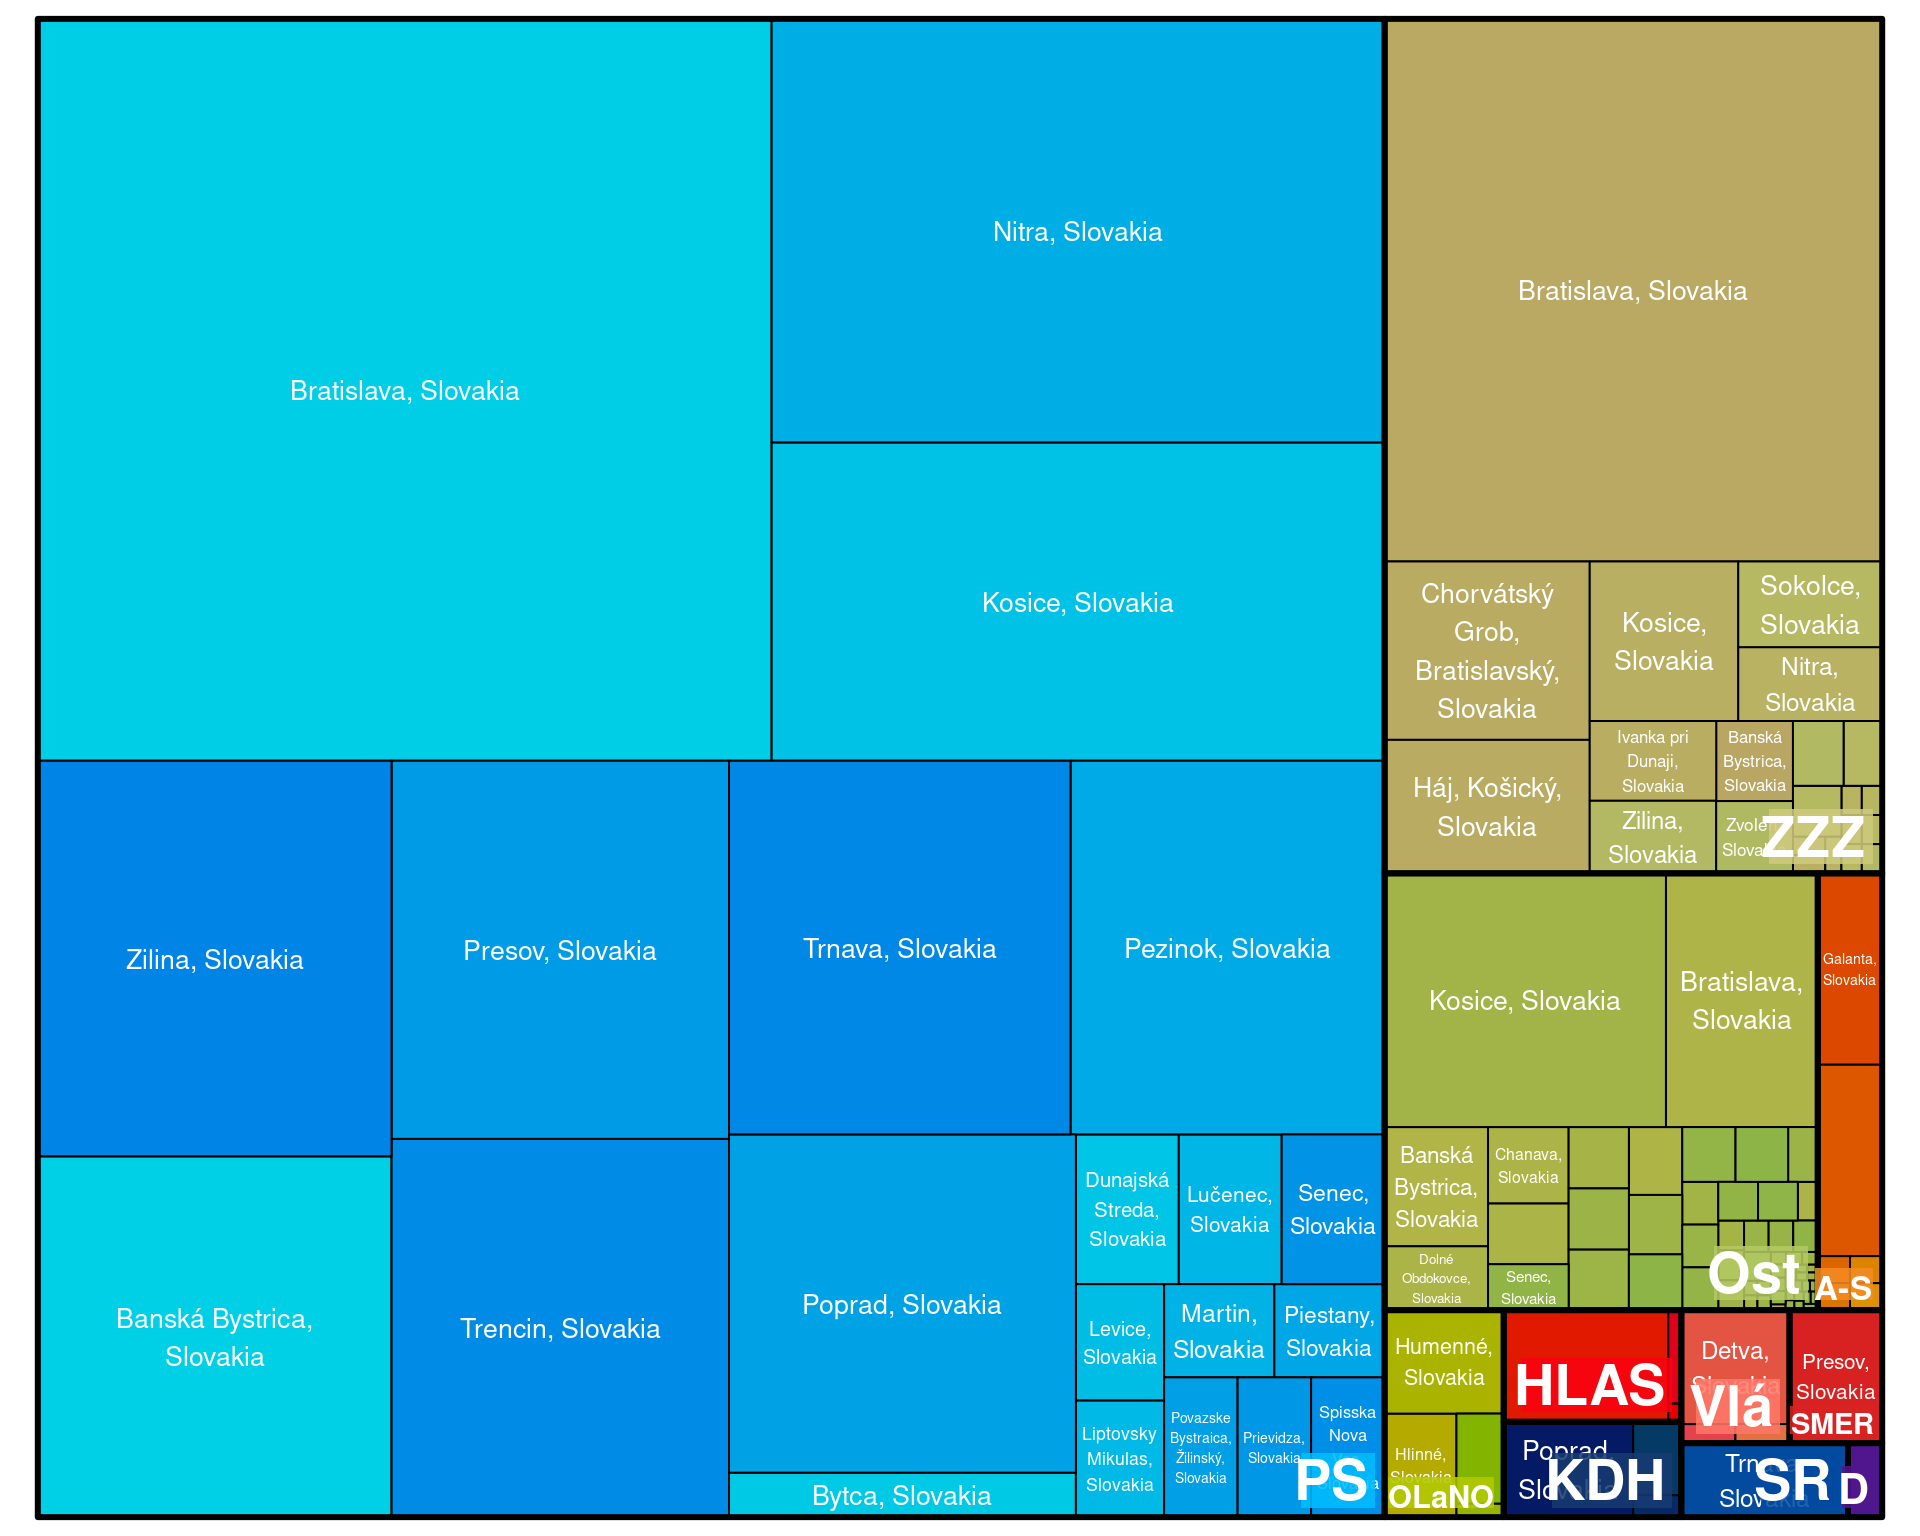 Bratislava, Slovakia
Nitra, Slovakia
Kosice, Slovakia
Zilina, Slovakia
Presov, Slovakia
Trnava, Slovakia
Pezinok, Slovakia
Banská Bystrica,
Slovakia
Trencin, Slovakia
Poprad, Slovakia
Bytca, Slovakia
Dunajská
Streda,
Slovakia
Lučenec,
Slovakia
Senec,
Slovakia
Levice,
Slovakia
Martin,
Slovakia
Piestany,
Slovakia
Liptovsky
Mikulas,
Slovakia
Povazske
Bystraica,
Žilinský,
Slovakia
Prievidza,
Slovakia
Spisska
Nova
PS
Bratislava, Slovakia
Chorvátský
Grob,
Bratislavský,
Slovakia
Háj, Košický,
Slovakia
Kosice,
Slovakia
Sokolce,
Slovakia
Nitra,
Slovakia
Ivanka pri
Dunaji,
Slovakia
Banská
Bystrica,
Slovakia
Zilina,
Slovakia
ZZZ
Kosice, Slovakia
Bratislava,
Slovakia
Banská
Bystrica,
Slovakia
Dolné
Obdokovce,
Slovakia
Chanava,
Slovakia
Senec,
Slovakia
Ost
Galanta,
Slovakia
A-S
Humenné,
Slovakia
Hlinné,
Slovakia
OLaNO
HLAS
Poprad
KDH
Detva,
Vlá
Presov,
Slovakia
SMER
SR
D